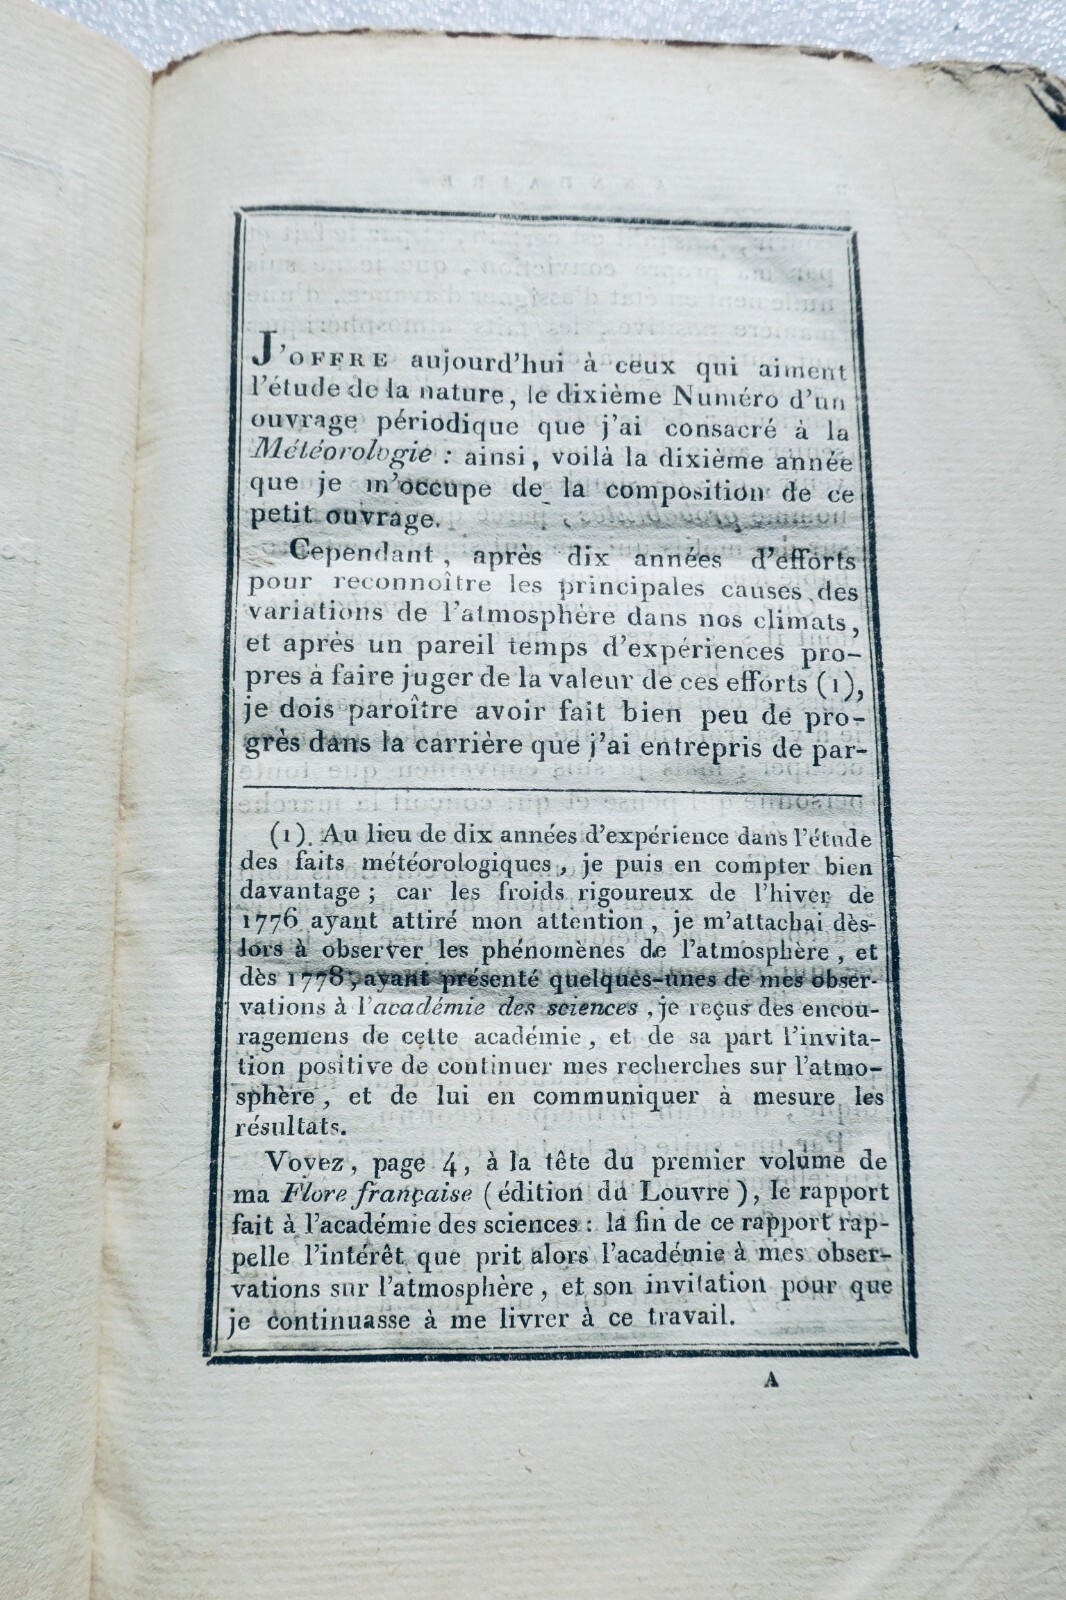 J'OFFRE aujourd'hui à ceux qui aiment
l'étude de la nature, le dixième Numéro d'un
ouvrage périodique que j'ai consacré à la
Météorologie : ainsi, voilà la dixième année
que je m'occupe de la composition de ce
petit ouvrage.
Cependant, après dix années d'efforts
pour reconnoître les principales causes des
variations de l'atmosphère dans nos climats,
et après un pareil temps d'expériences pro-
pres à faire juger de la valeur de ces efforts (1),
je dois paroître avoir fait bien peu de pro-
grès dans la carrière que j'ai entrepris de par-
(1). Au lieu de dix années d'expérience dans l'étude
des faits météorologiques, je puis en compter bien
davantage ; car les froids rigoureux de l'hiver de
1776 ayant attiré mon attention, je m'attachai dès-
lors à observer les phénomènes de l'atmosphère, et
dès 1778, ayant présenté quelques-unes de mes obser-
vations à l'académie des sciences, je reçus des encou-
ragemens de cette académie, et de sa part l'invita-
tion positive de continuer mes recherches sur l'atmo-
sphère, et de lui en communiquer à mesure les
résultats.
Voyez, page 4, à la tête du premier volume de
ma Flore française (édition du Louvre), le rapport
fait à l'académie des sciences : la fin de ce rapport rap-
pelle l'intérêt que prit alors l'académie à mes obser-
vations sur l'atmosphère, et son invitation pour que
je continuasse à me livrer à ce travail.
A